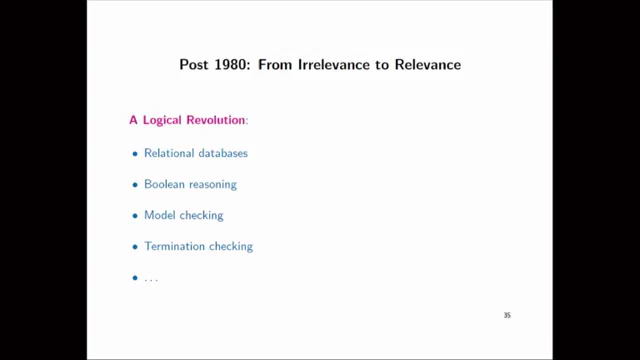 Post 1980: From Irrelevance to Relevance
A Logical Revolution:
• Relational databases
• Boolean reasoning
• Model checking
• Termination checking
• . . .
35